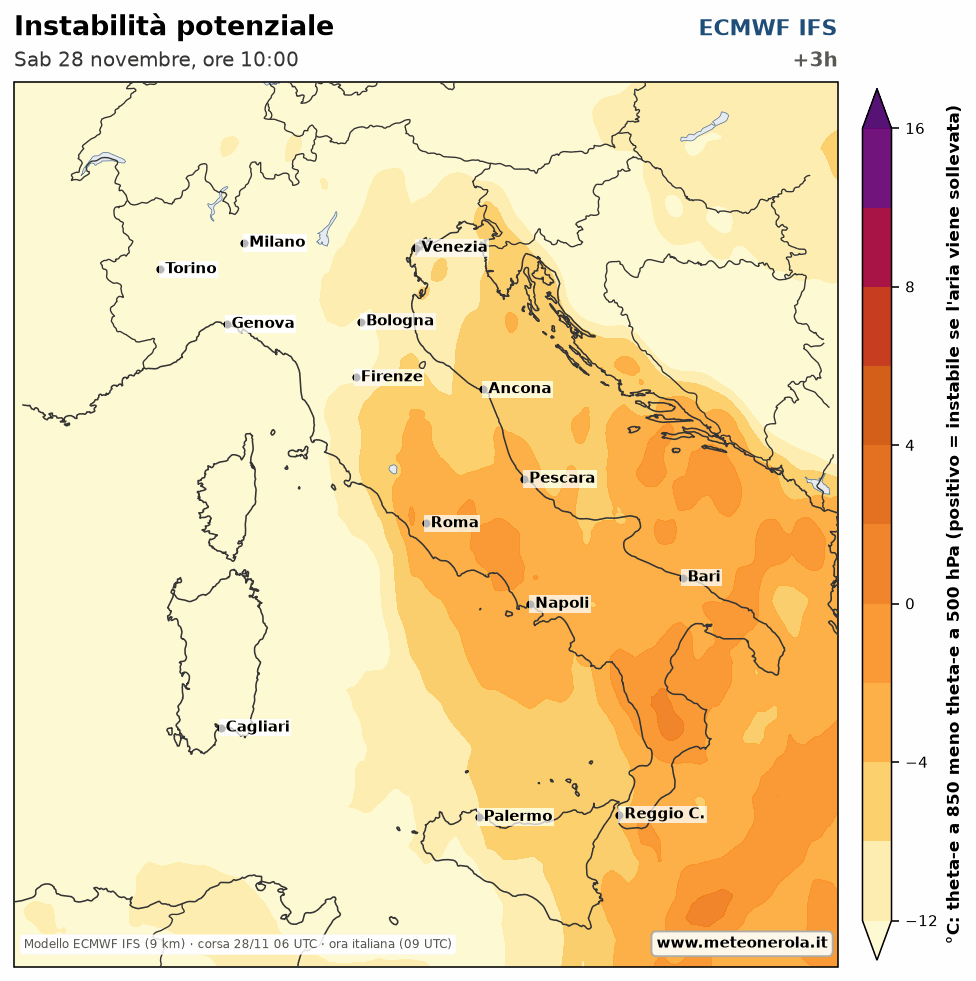 Instabilità potenziale
ECMWF IFS
Sab 28 novembre, ore 10:00
+3h
Milano
Venezia
Torino
Genova
Bologna
Firenze
Ancona
Pescara
Roma
Bari
Napoli
Cagliari
Palermo
Reggio C.
16
8
4
0
−4
−12
°C: theta-e a 850 meno theta-e a 500 hPa (positivo = instabile se l'aria viene sollevata)
Modello ECMWF IFS (9 km) · corsa 28/11 06 UTC · ora italiana (09 UTC)
www.meteonerola.it